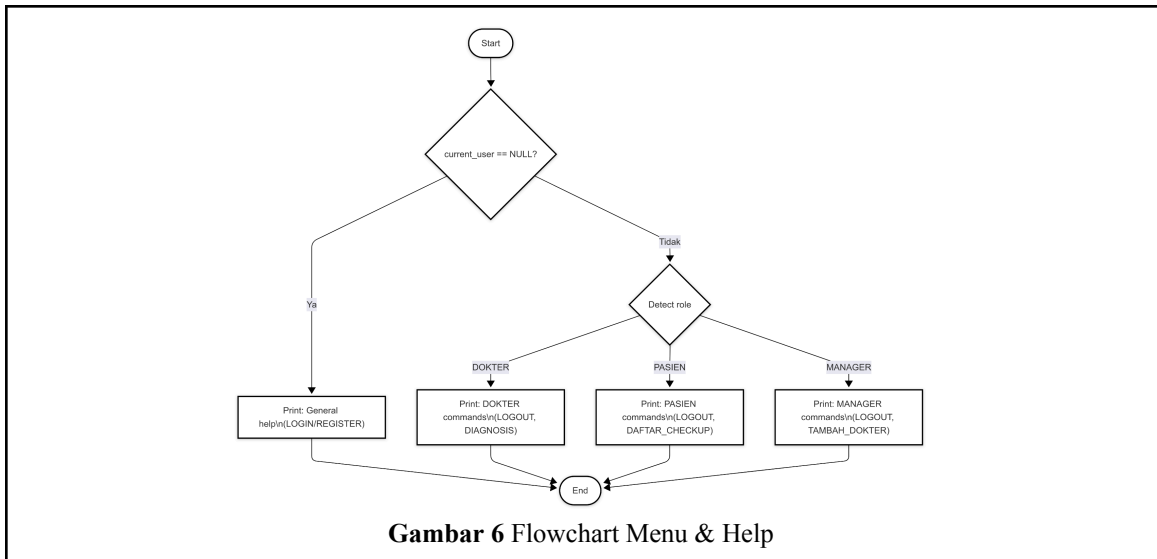 Start
current_user == NULL?
Tidak
Ya
Detect role
DOKTER
PASIEN
MANAGER
Print: General
help\n(LOGIN/REGISTER)
Print: DOKTER
commands\n(LOGOUT,
DIAGNOSIS)
Print: PASIEN
commands\n(LOGOUT,
DAFTAR_CHECKUP)
Print: MANAGER
commands\n(LOGOUT,
TAMBAH_DOKTER)
End
Gambar 6 Flowchart Menu & Help